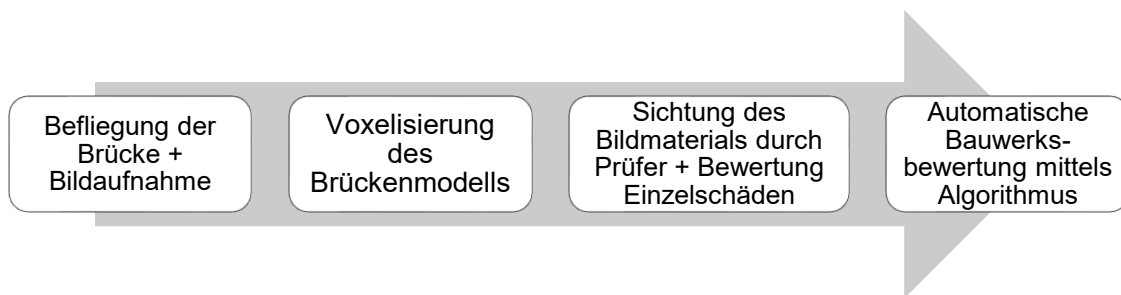 Befliegung der
Brücke +
Bildaufnahme
Voxelisierung
des
Brückenmodells
Sichtung des
Bildmaterials durch
Prüfer + Bewertung
Einzelschäden
Automatische
Bauwerks-
bewertung mittels
Algorithmus